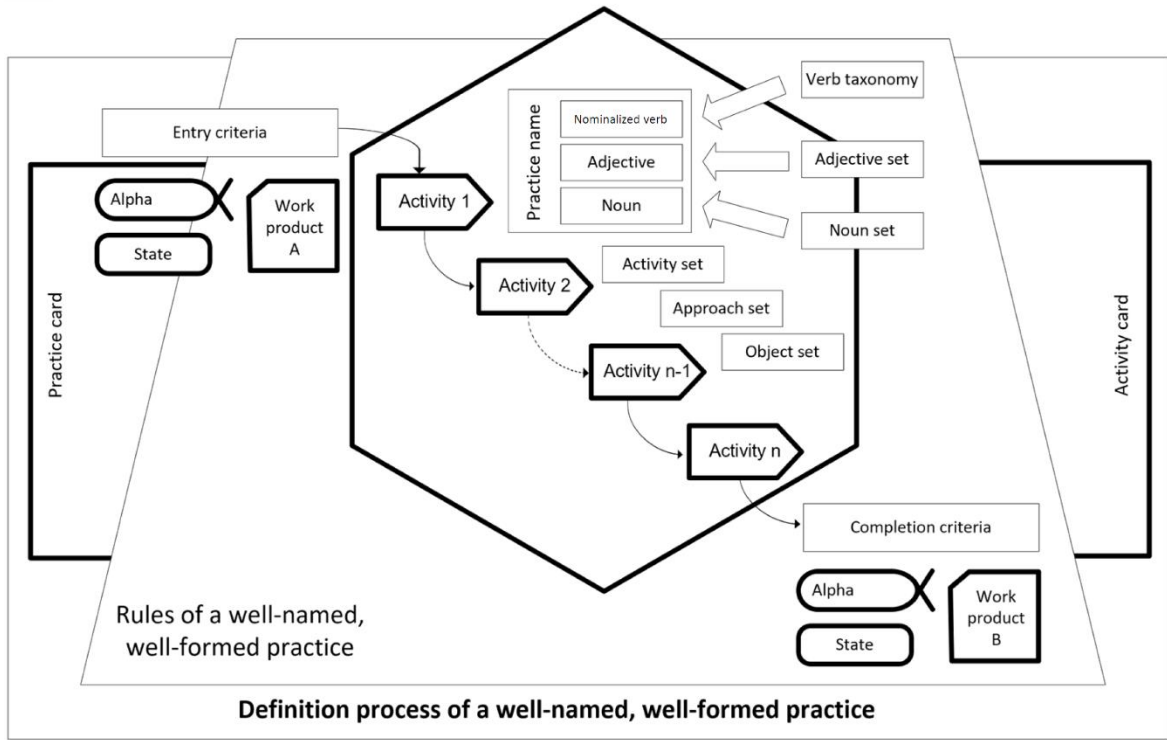 Verb taxonomy
Practice name
Nominalized verb
Adjective
Noun
Adjective set
Noun set
Entry criteria
Alpha
State
Work
product
A
Activity 1
Activity 2
Activity n-1
Activity n
Activity set
Approach set
Object set
Practice card
Activity card
Completion criteria
Alpha
State
Work
product
B
Rules of a well-named,
well-formed practice
Definition process of a well-named, well-formed practice